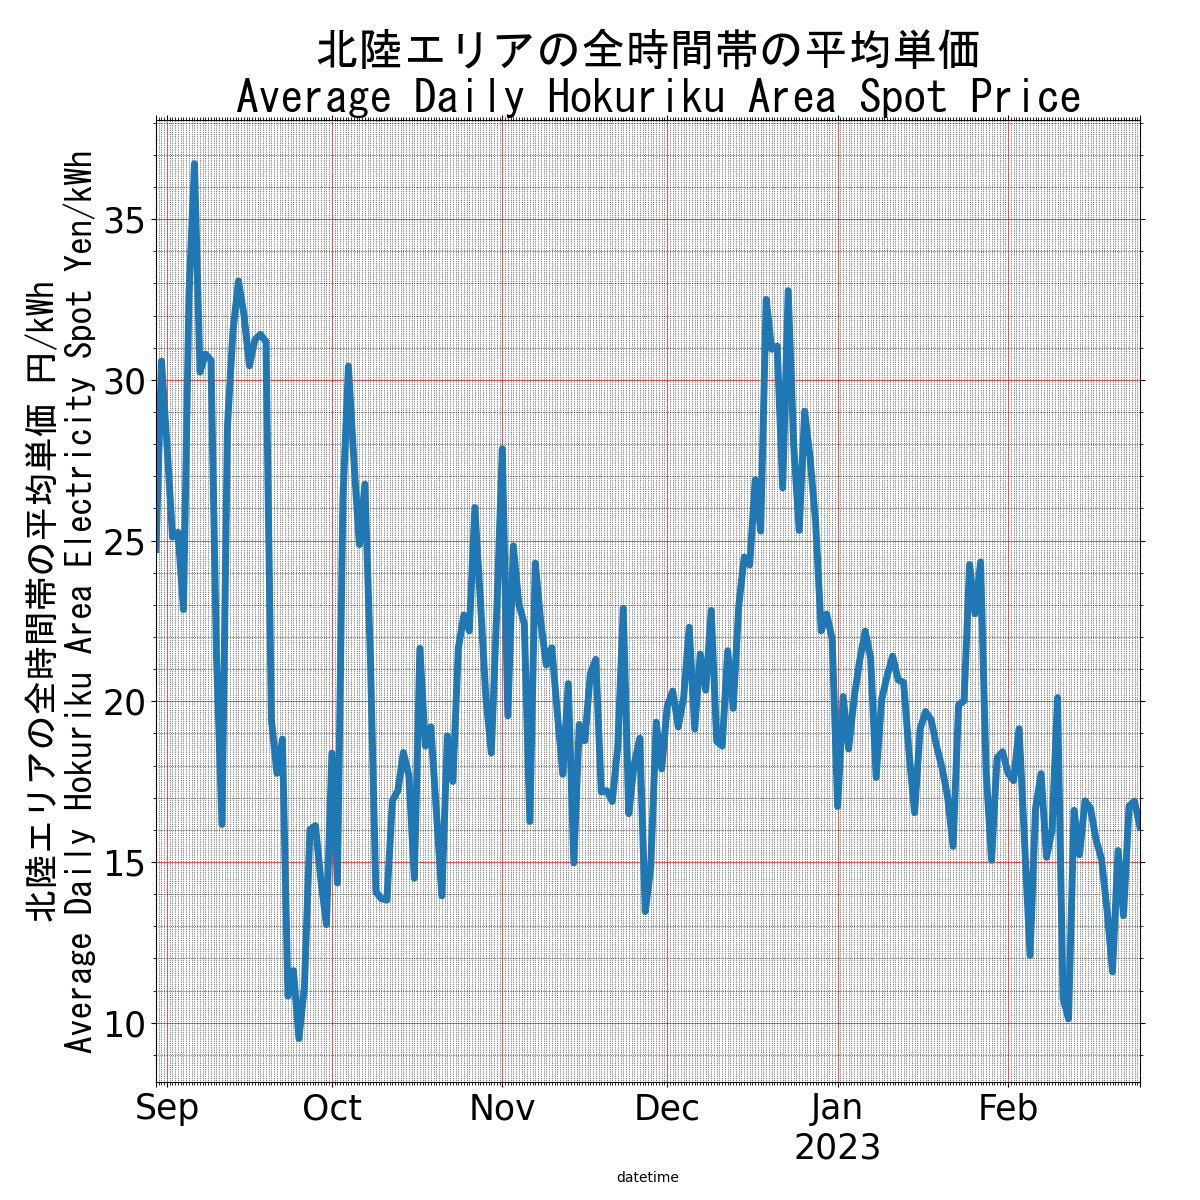 北陸エリアの全時間帯の平均単価
Average Daily Hokuriku Area Spot Price
北陸エリアの全時間帯の平均単価 円/kWh
Average Daily Hokuriku Area Electricity Spot Yen/kWh
35
30
25
20
15
10
Sep Oct Nov Dec Jan Feb
2023
datetime